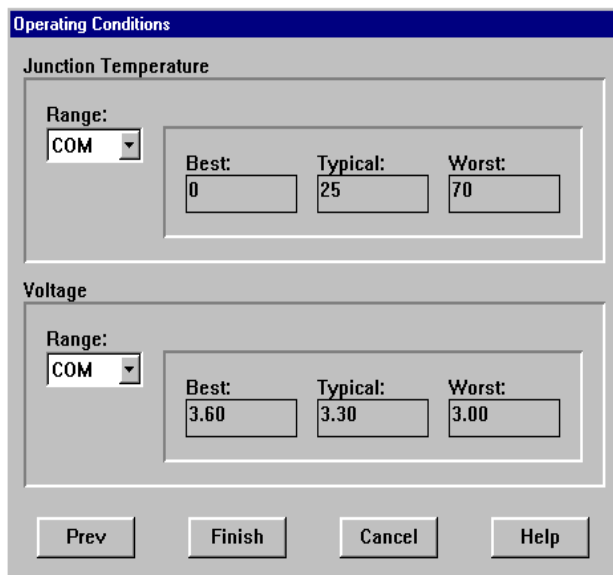 Operating Conditions
Junction Temperature
Range:
COM
Best: Typical: Worst:
0 25 70
Voltage
Range:
COM
Best: Typical: Worst:
3.60 3.30 3.00
Prev Finish Cancel Help